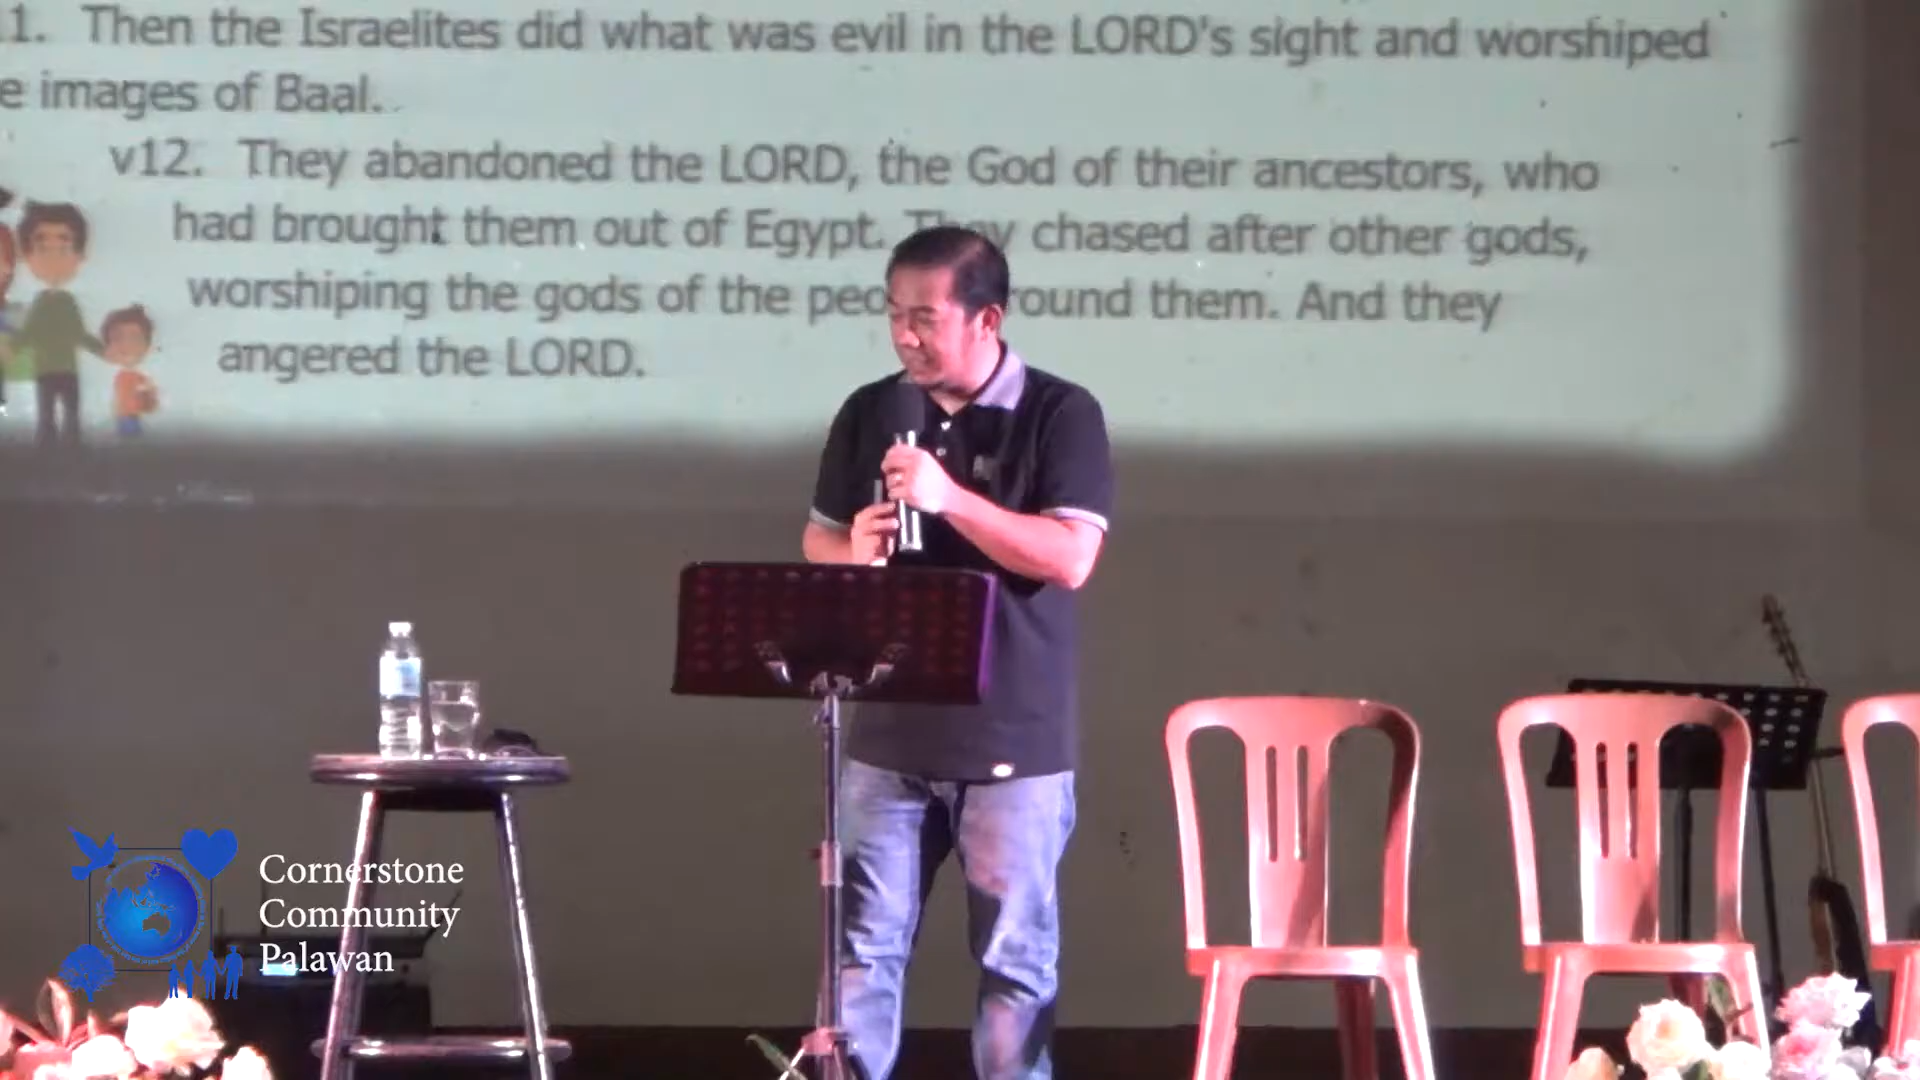 1. Then the Israelites did what was evil in the LORD's sight and worshiped
images of Baal.
v12. They abandoned the LORD, the God of their ancestors, who
had brought them out of Egypt. They chased after other gods,
worshiping the gods of the around them. And they
angered the LORD.
Cornerstone
Community
Palawan